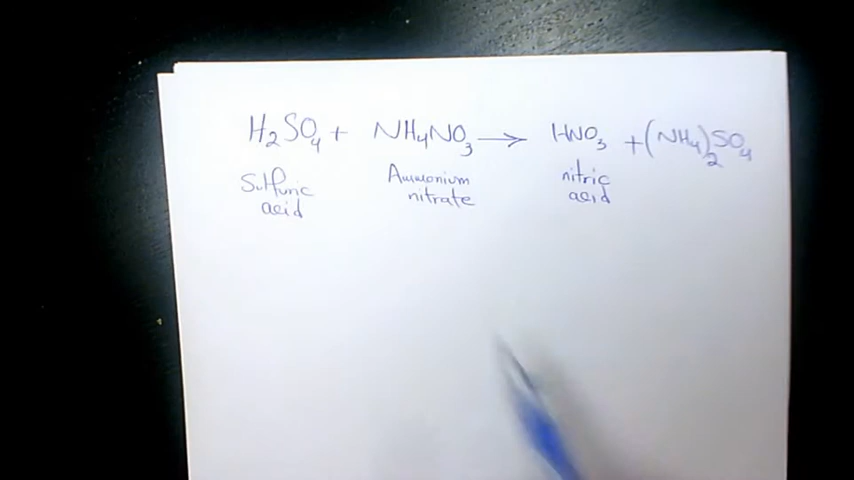 H₂SO₄ + NH₄NO₃ → HNO₃ + (NH₄)₂SO₄
Sulfuric Ammonium nitric
acid nitrate acid